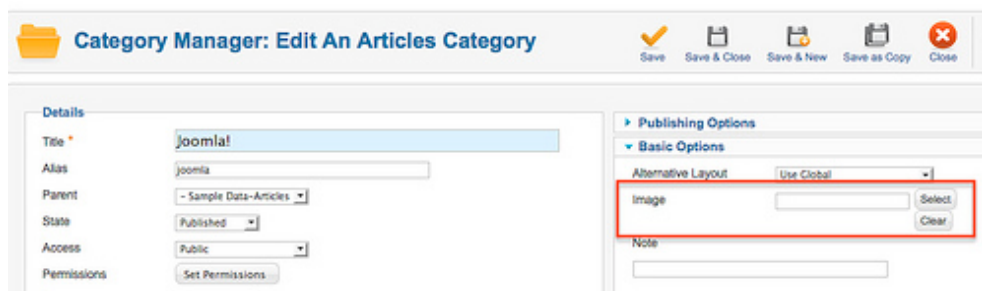 Category Manager: Edit An Articles Category
Save Save & Close Save & New Save as Copy Close
Details
Title * Joomla!
Alias joomla
Parent - Sample Data-Articles
State Published
Access Public
Permissions Set Permissions
Publishing Options
Basic Options
Alternative Layout Use Global
Image Select
Clear
Note